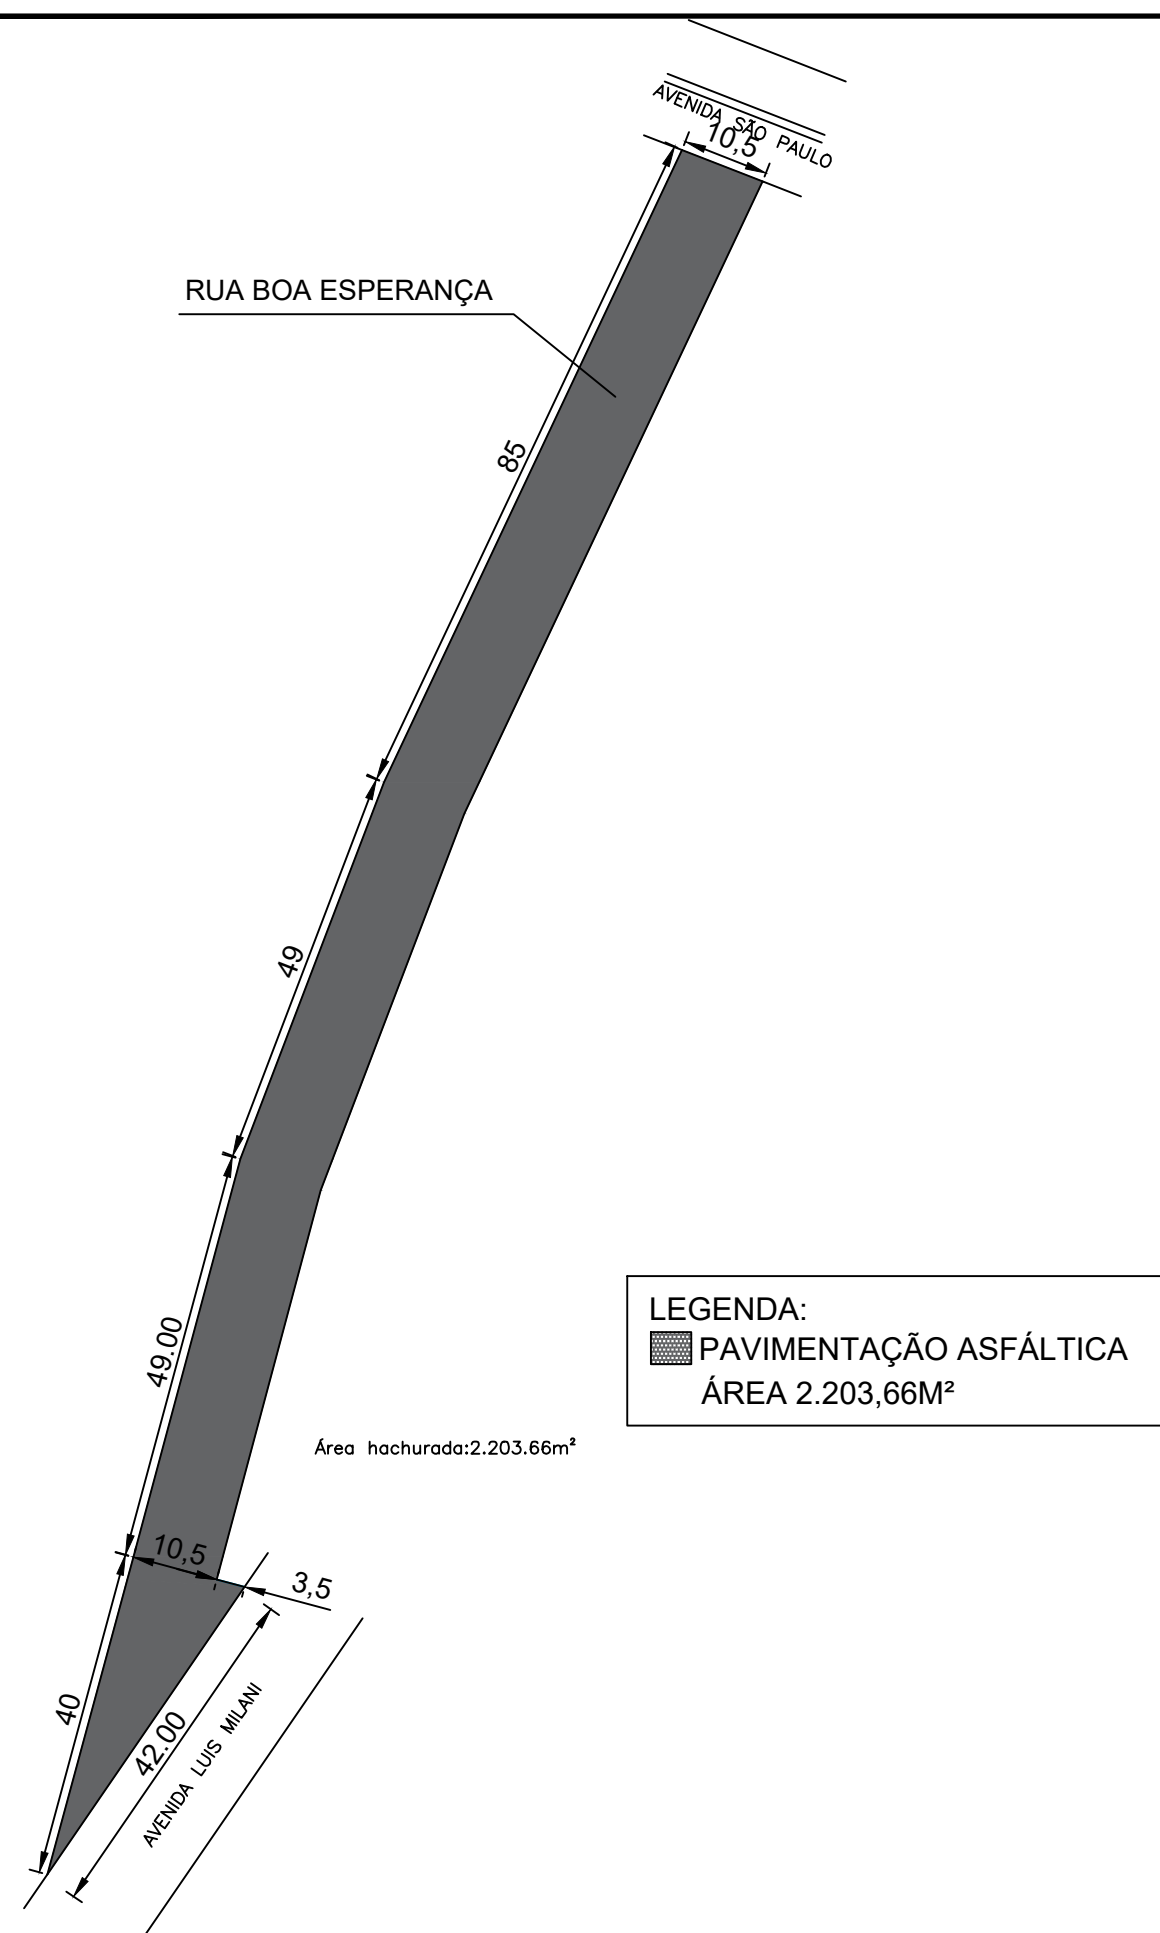 AVENIDA SÃO PAULO
10,5
RUA BOA ESPERANÇA
85
49
49.00
LEGENDA:
PAVIMENTAÇÃO ASFÁLTICA
ÁREA 2.203,66M²
Área hachurada:2.203.66m²
10,5
3,5
40
42.00
AVENIDA LUIS MILANI